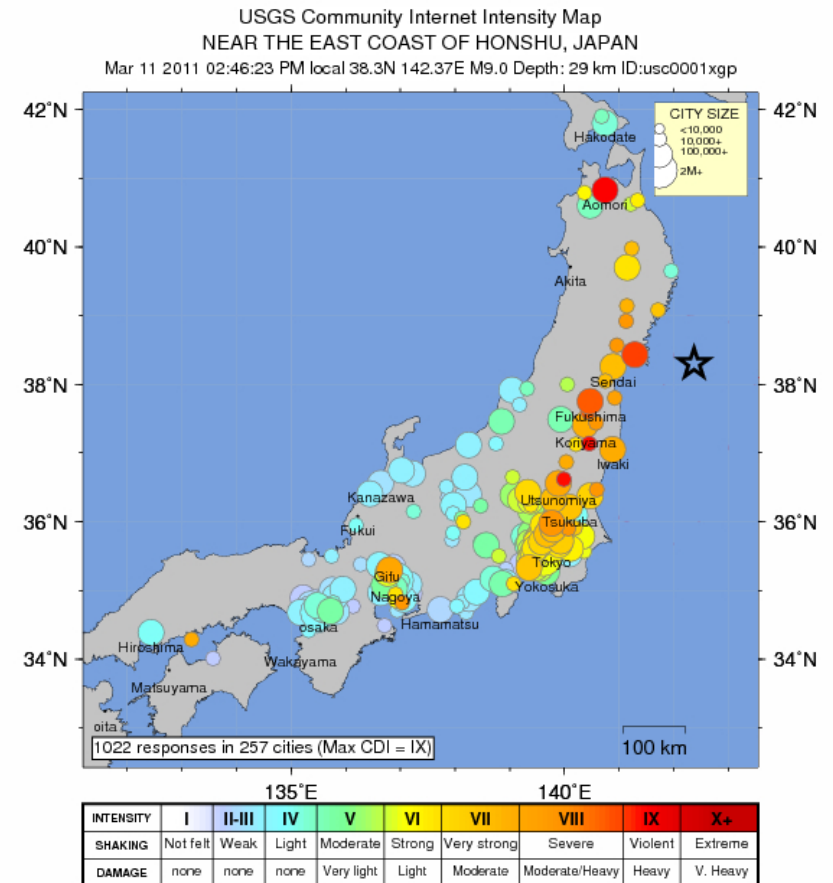 USGS Community Internet Intensity Map
NEAR THE EAST COAST OF HONSHU, JAPAN
Mar 11 2011 02:46:23 PM local 38.3N 142.37E M9.0 Depth: 29 km ID:usc0001xgp
42°N 42°N
CITY SIZE
<10,000
10,000+
100,000+
2M+
Hakodate
Aomori
40°N 40°N
Akita
38°N 38°N
Sendai
Fukushima
Koriyama
Iwaki
Kanazawa
Utsunomiya
36°N 36°N
Fukui
Tsukuba
Tokyo
Gifu
Yokosuka
Nagoya
Hamamatsu
osaka
Hiroshima
34°N 34°N
Wakayama
Matsuyama
oita
1022 responses in 257 cities (Max CDI = IX)
100 km
135°E 140°E
INTENSITY I II-III IV V VI VII VIII IX X+
SHAKING Not felt Weak Light Moderate Strong Very strong Severe Violent Extreme
DAMAGE none none none Very light Light Moderate Moderate/Heavy Heavy V. Heavy